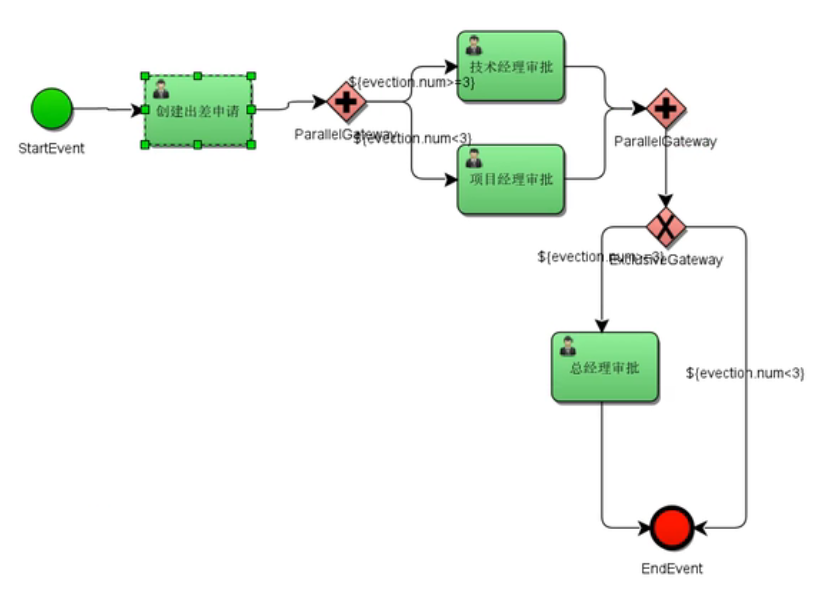 StartEvent
创建出差申请
ParallelGateway
${evection.num>=3}
${evection.num<3}
技术经理审批
项目经理审批
ParallelGateway
ExclusiveGateway
${evection.num>=3}
总经理审批
${evection.num<3}
EndEvent